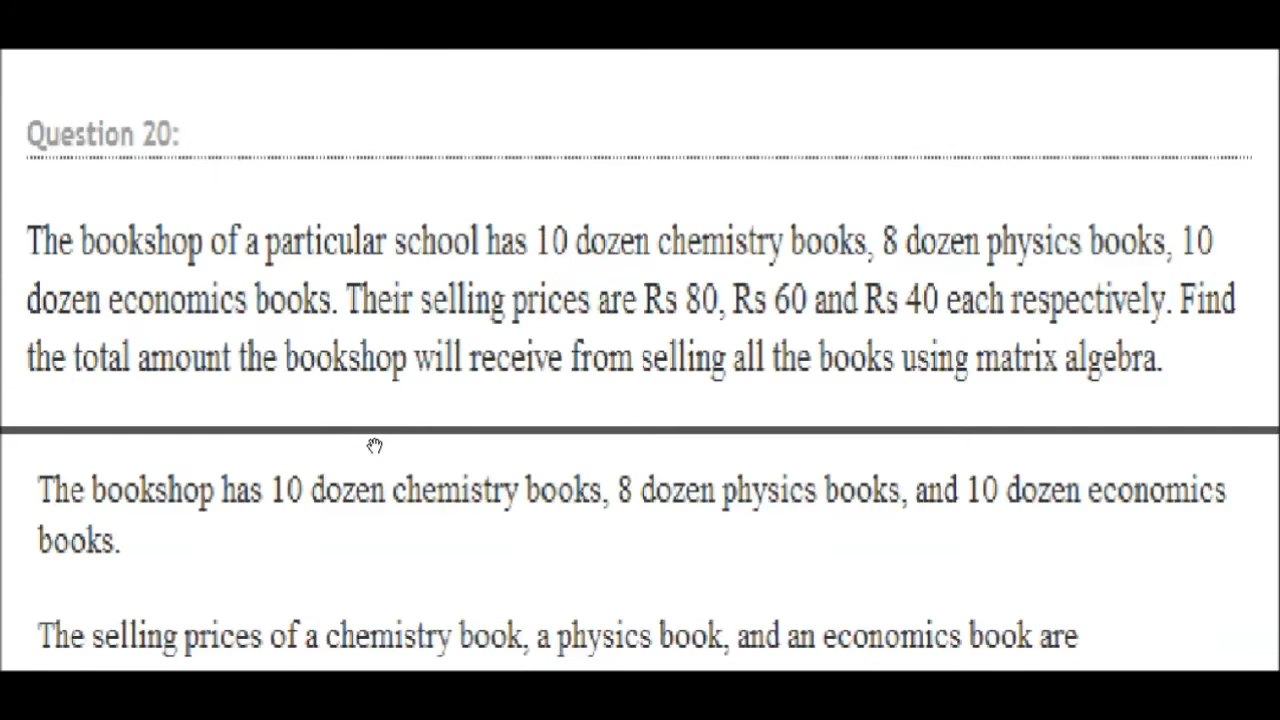 Question 20:
The bookshop of a particular school has 10 dozen chemistry books, 8 dozen physics books, 10
dozen economics books. Their selling prices are Rs 80, Rs 60 and Rs 40 each respectively. Find
the total amount the bookshop will receive from selling all the books using matrix algebra.
The bookshop has 10 dozen chemistry books, 8 dozen physics books, and 10 dozen economics
books.
The selling prices of a chemistry book, a physics book, and an economics book are